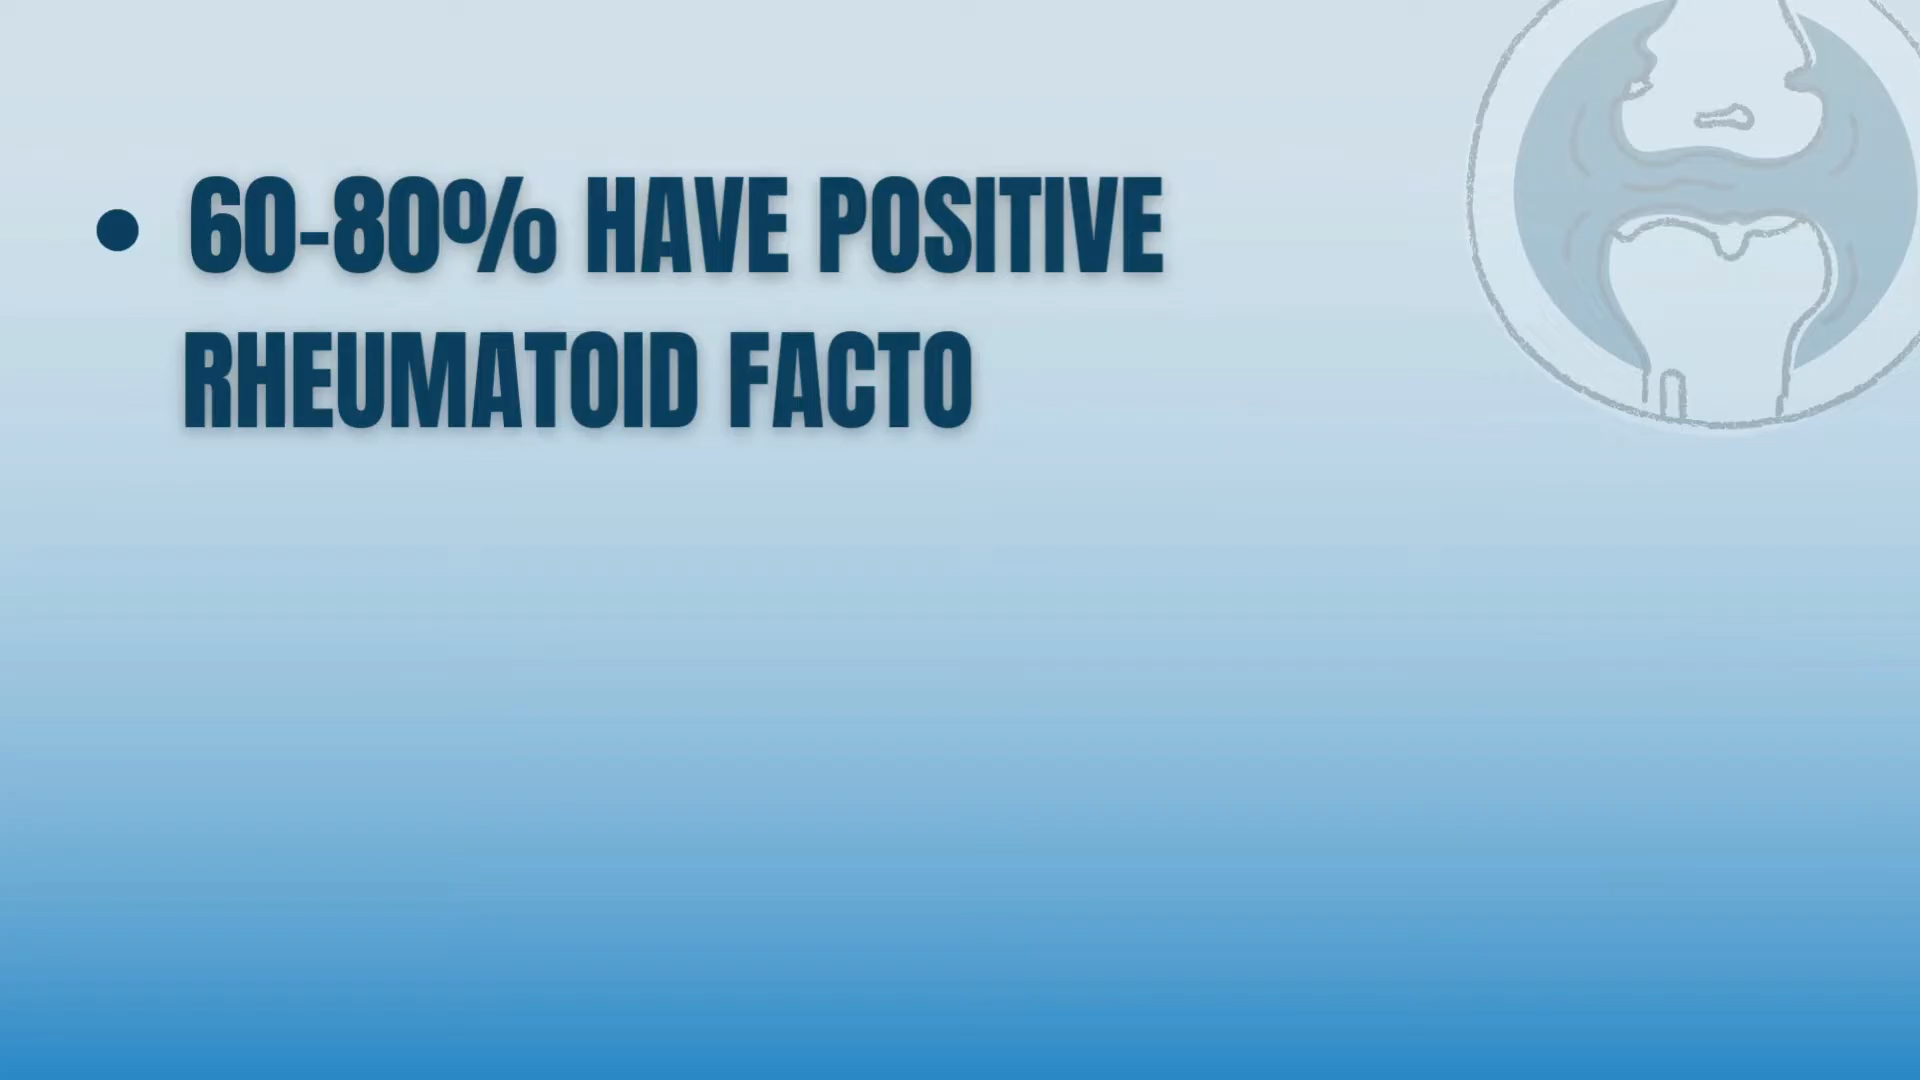 • 60-80% HAVE POSITIVE
RHEUMATOID FACTO